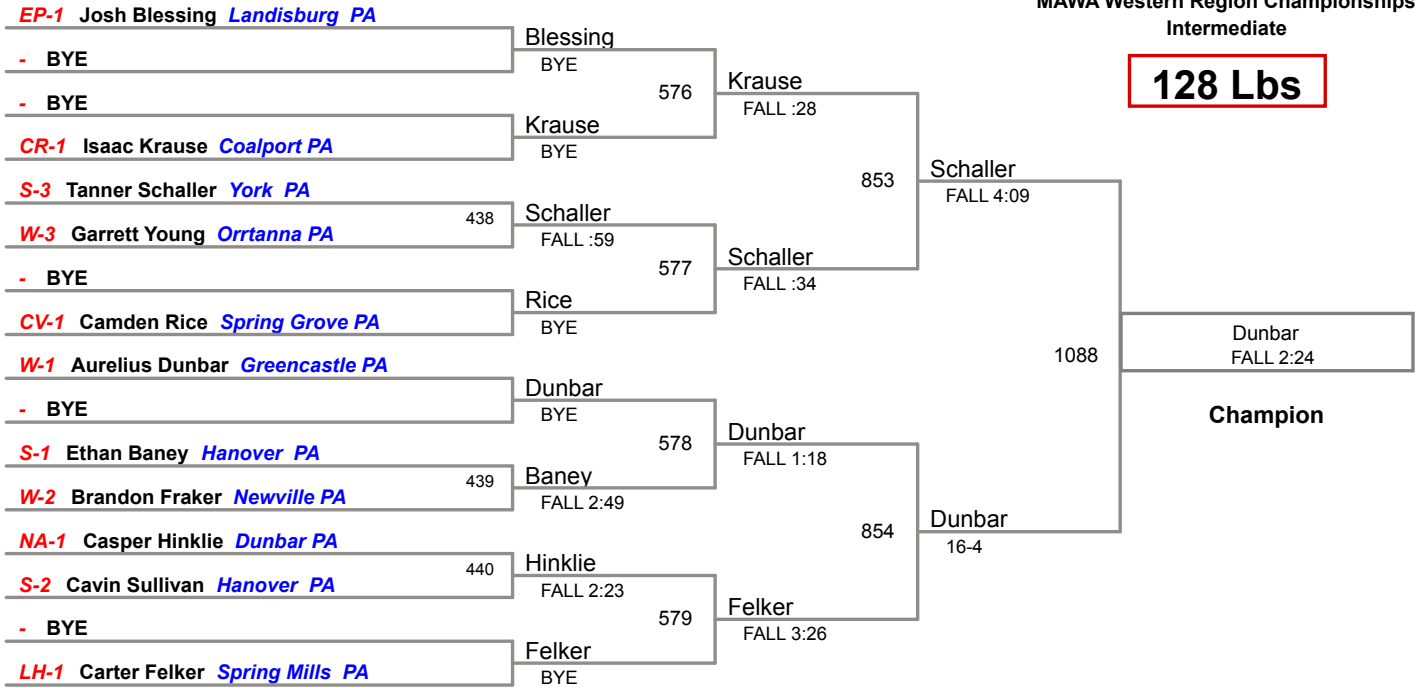 MAWA Western Region Championships
Intermediate
128 Lbs
EP-1 Josh Blessing Landisburg PA
- BYE
- BYE
CR-1 Isaac Krause Coalport PA
S-3 Tanner Schaller York PA
W-3 Garrett Young Orrtanna PA
- BYE
CV-1 Camden Rice Spring Grove PA
W-1 Aurelius Dunbar Greencastle PA
- BYE
S-1 Ethan Baney Hanover PA
W-2 Brandon Fraker Newville PA
NA-1 Casper Hinklie Dunbar PA
S-2 Cavin Sullivan Hanover PA
- BYE
LH-1 Carter Felker Spring Mills PA
438
439
440
Blessing
BYE
Krause
BYE
Schaller
FALL :59
Rice
BYE
Dunbar
BYE
Baney
FALL 2:49
Hinklie
FALL 2:23
Felker
BYE
576
577
578
579
Krause
FALL :28
Schaller
FALL :34
Dunbar
FALL 1:18
Felker
FALL 3:26
853
854
Schaller
FALL 4:09
Dunbar
16-4
1088
Dunbar
FALL 2:24
Champion